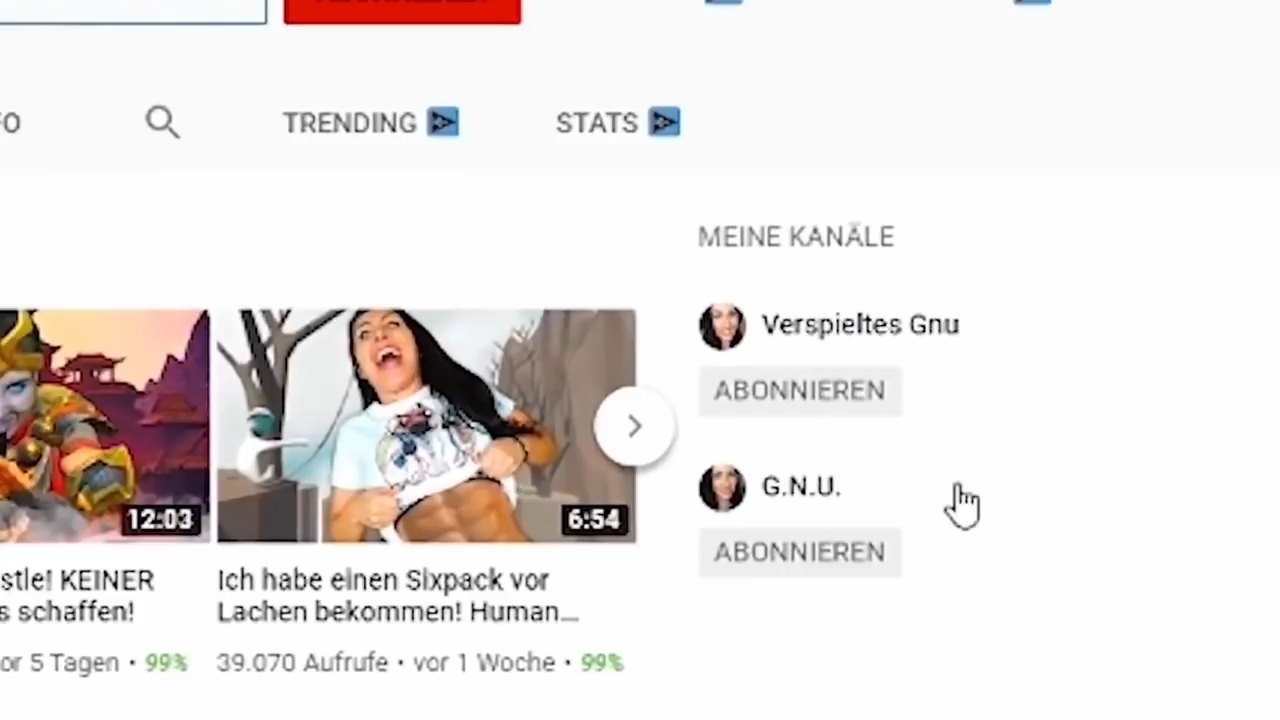 TRENDING
STATS
MEINE KANÄLE
Verspieltes Gnu
ABONNIEREN
G.N.U.
ABONNIEREN
12:03
6:54
stle! KEINER
s schaffen!
or 5 Tagen • 99%
Ich habe einen Sixpack vor
Lachen bekommen! Human...
39.070 Aufrufe • vor 1 Woche • 99%